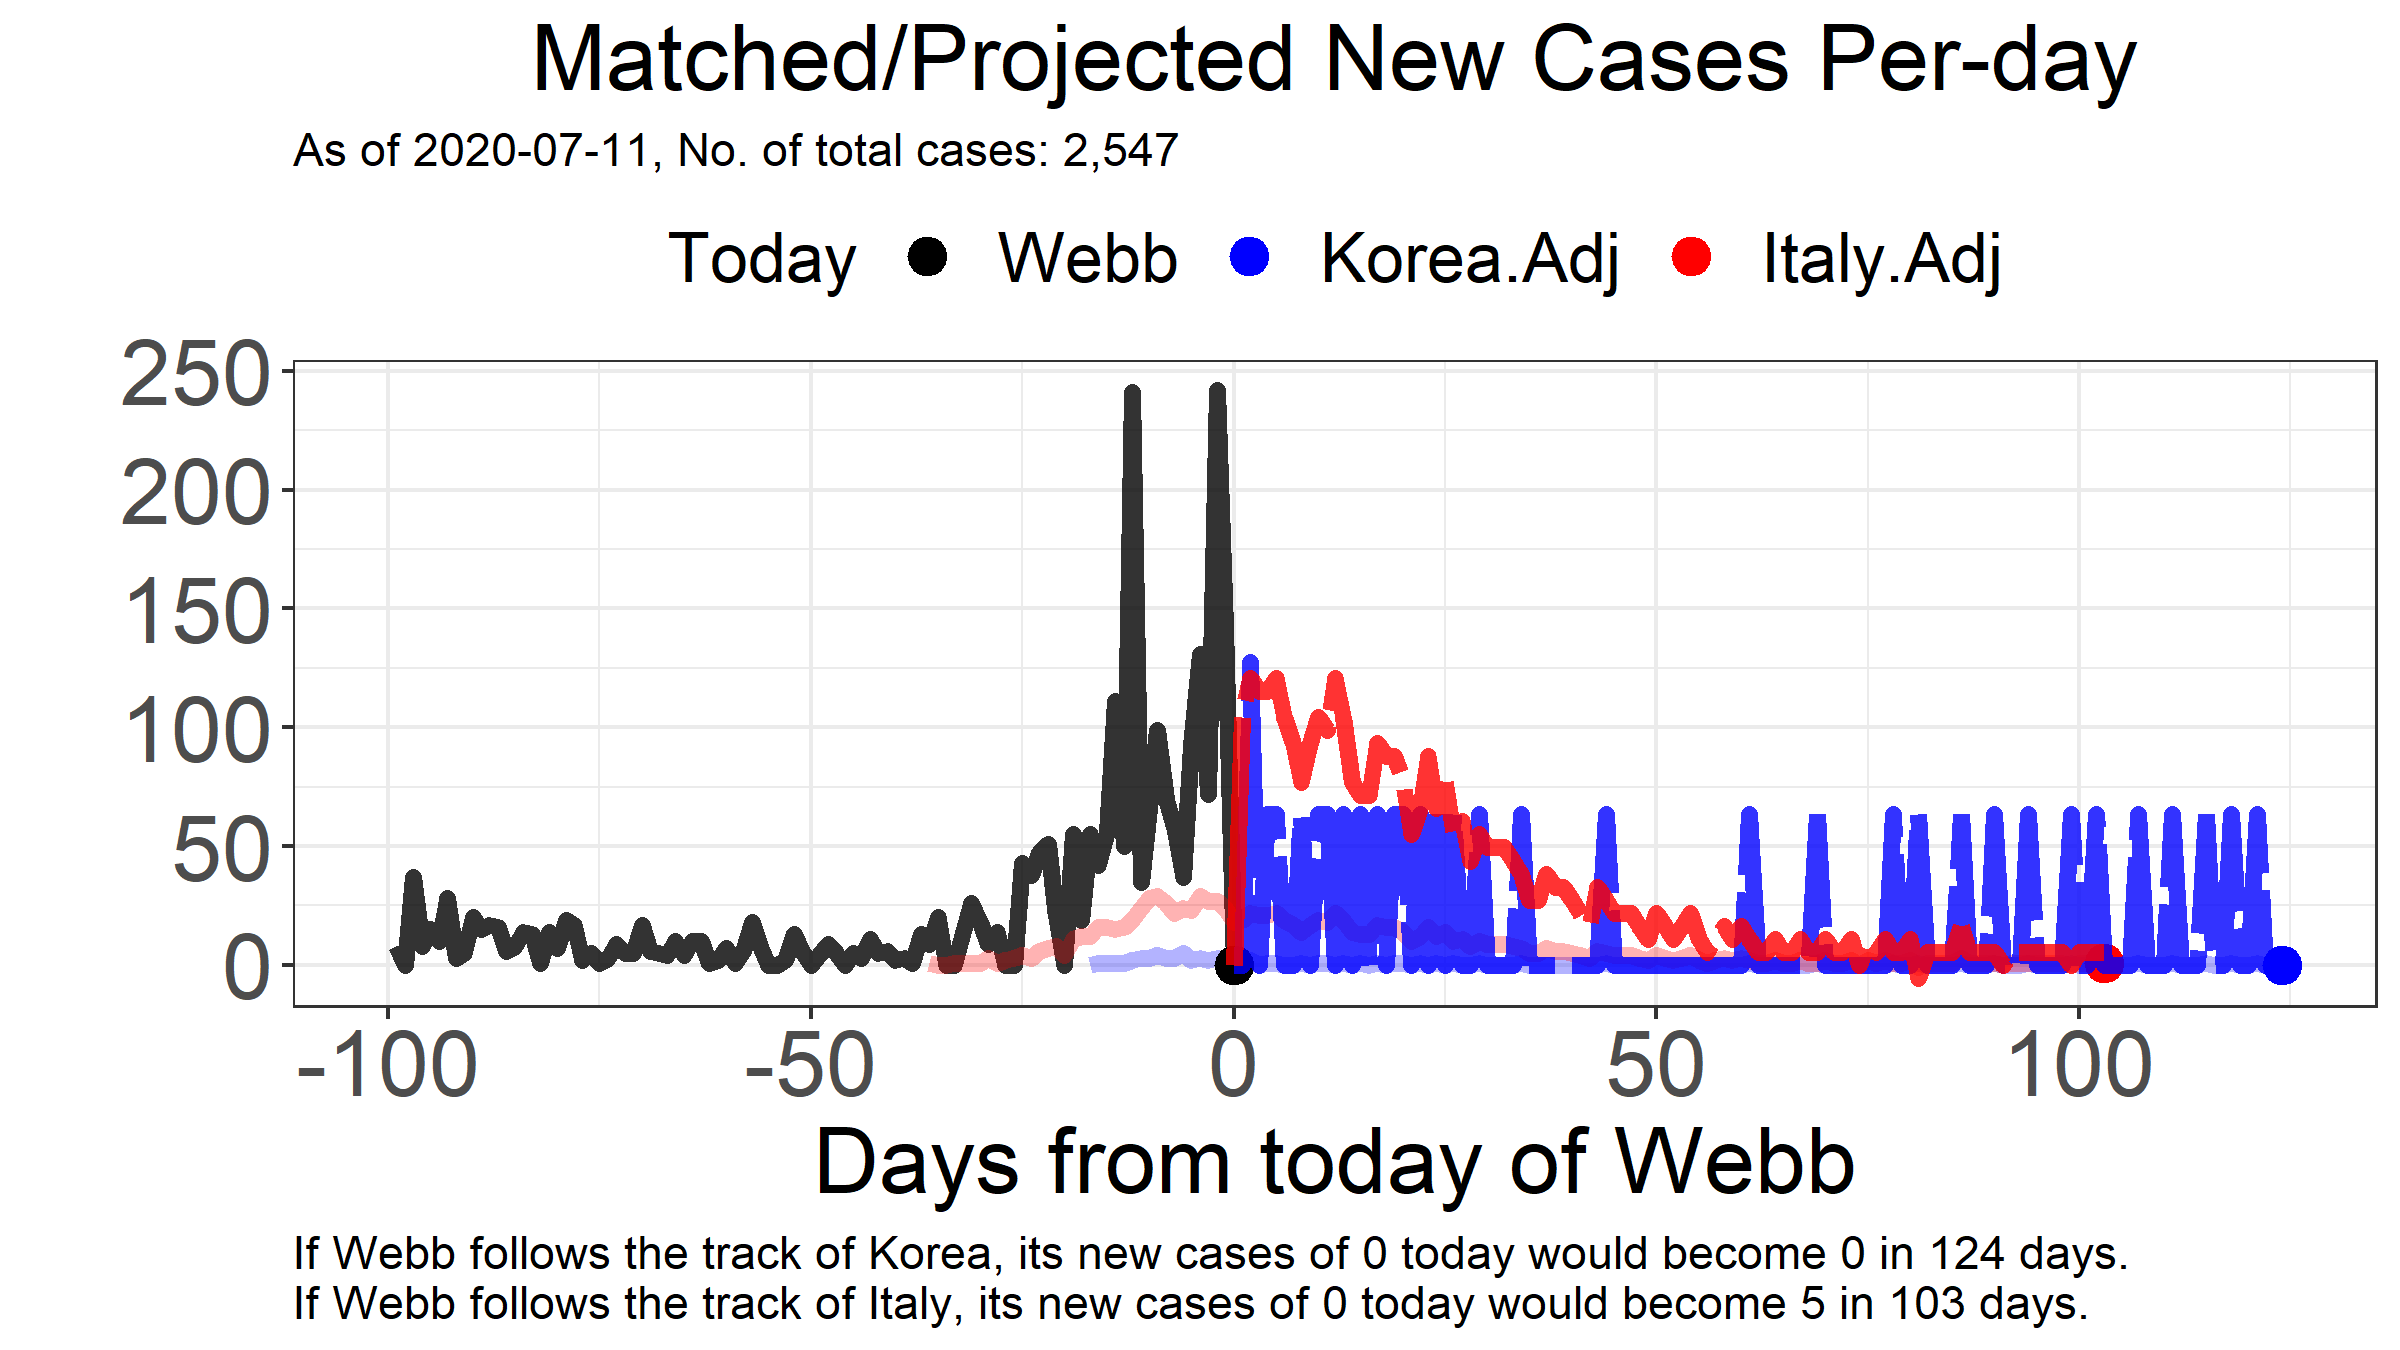 Matched/Projected New Cases Per-day
As of 2020-07-11, No. of total cases: 2,547
Today Webb Korea.Adj Italy.Adj
250
200
150
100
50
0
-100 -50 0 50 100
Days from today of Webb
If Webb follows the track of Korea, its new cases of 0 today would become 0 in 124 days.
If Webb follows the track of Italy, its new cases of 0 today would become 5 in 103 days.